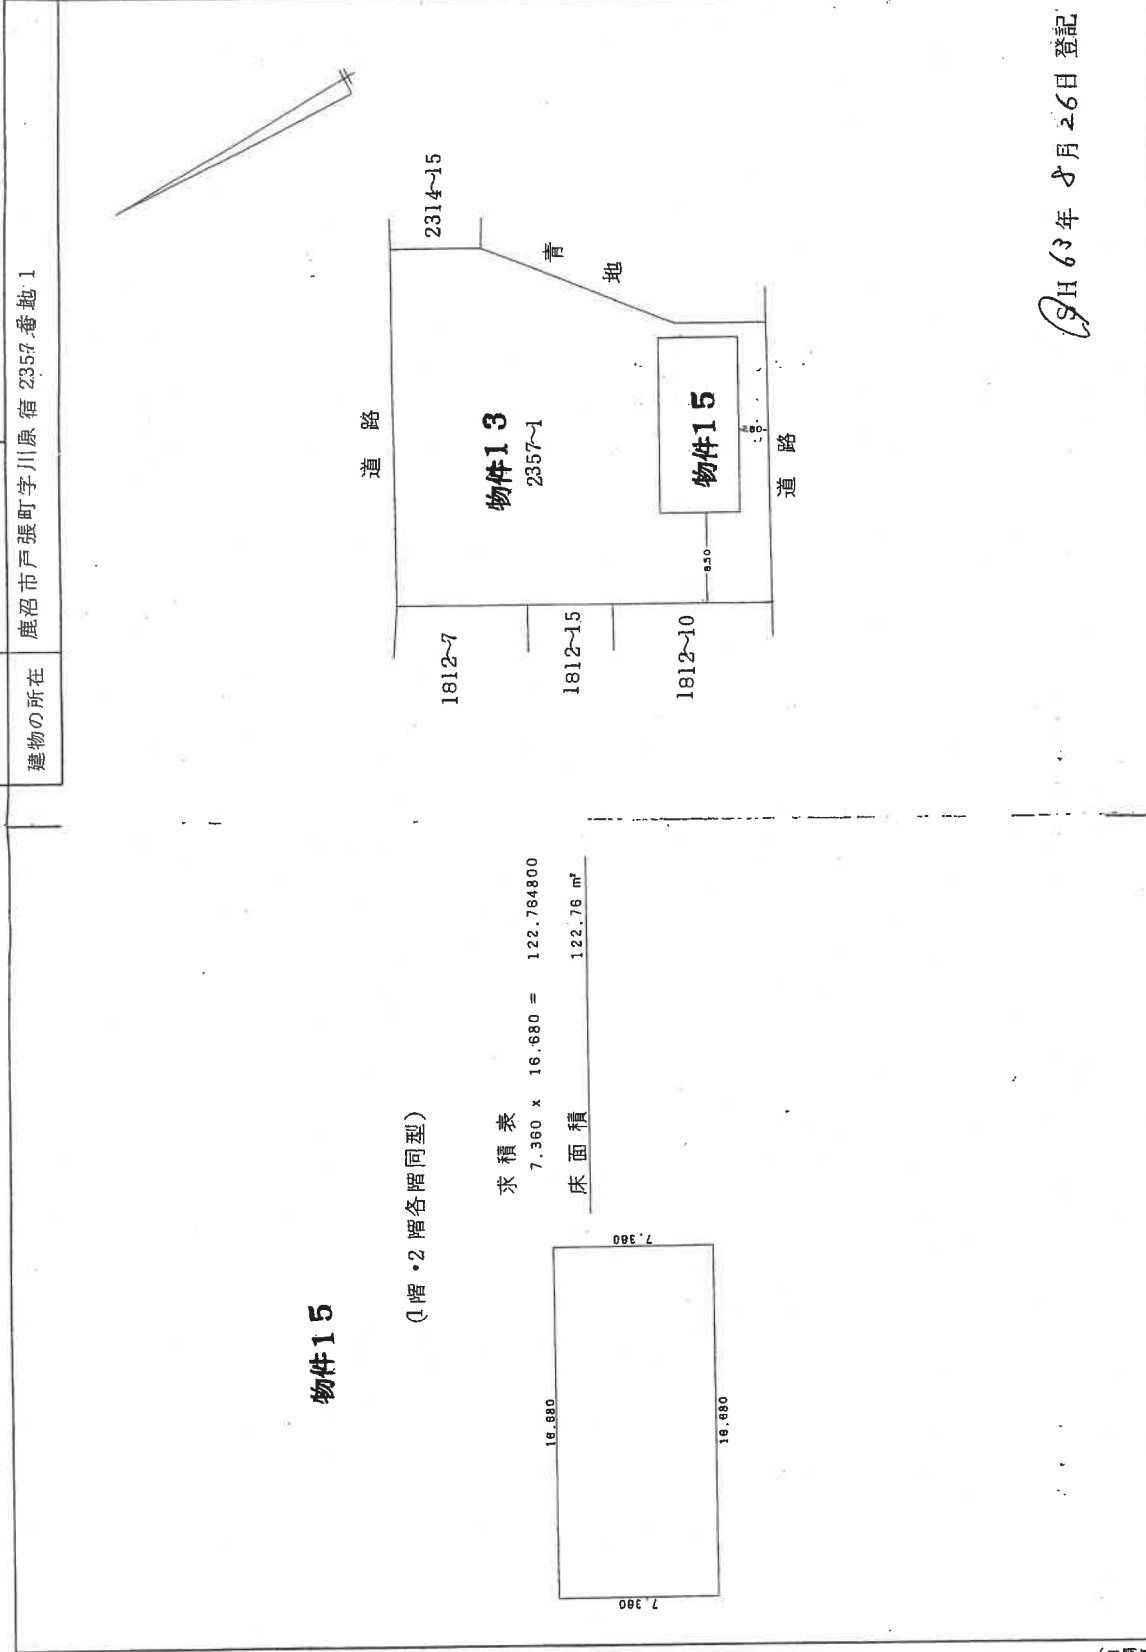 建物の所在
鹿沼市戸張町字川原宿2357番地1
物件15
(1階・2階各階同型)
求積表
7.360 x 16.680 = 122.764800
床面積 122.76 m²
16.680
7.360
7.360
16.680
道路
2314~15
青地
物件13
2357~1
物件15
8.50
道路
1812~7
1812~15
1812~10
63年8月26日 登記